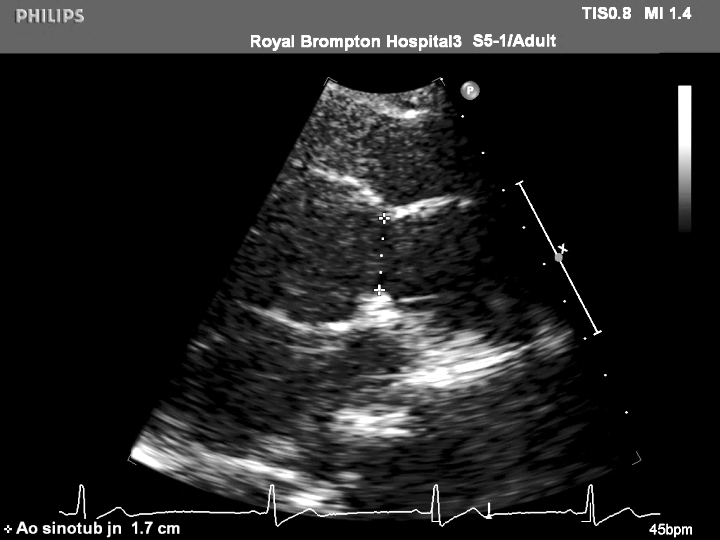 PHILIPS
TIS0.8 MI 1.4
Royal Brompton Hospital3 S5-1/Adult
P
X
Ao sinotub jn 1.7 cm
45bpm